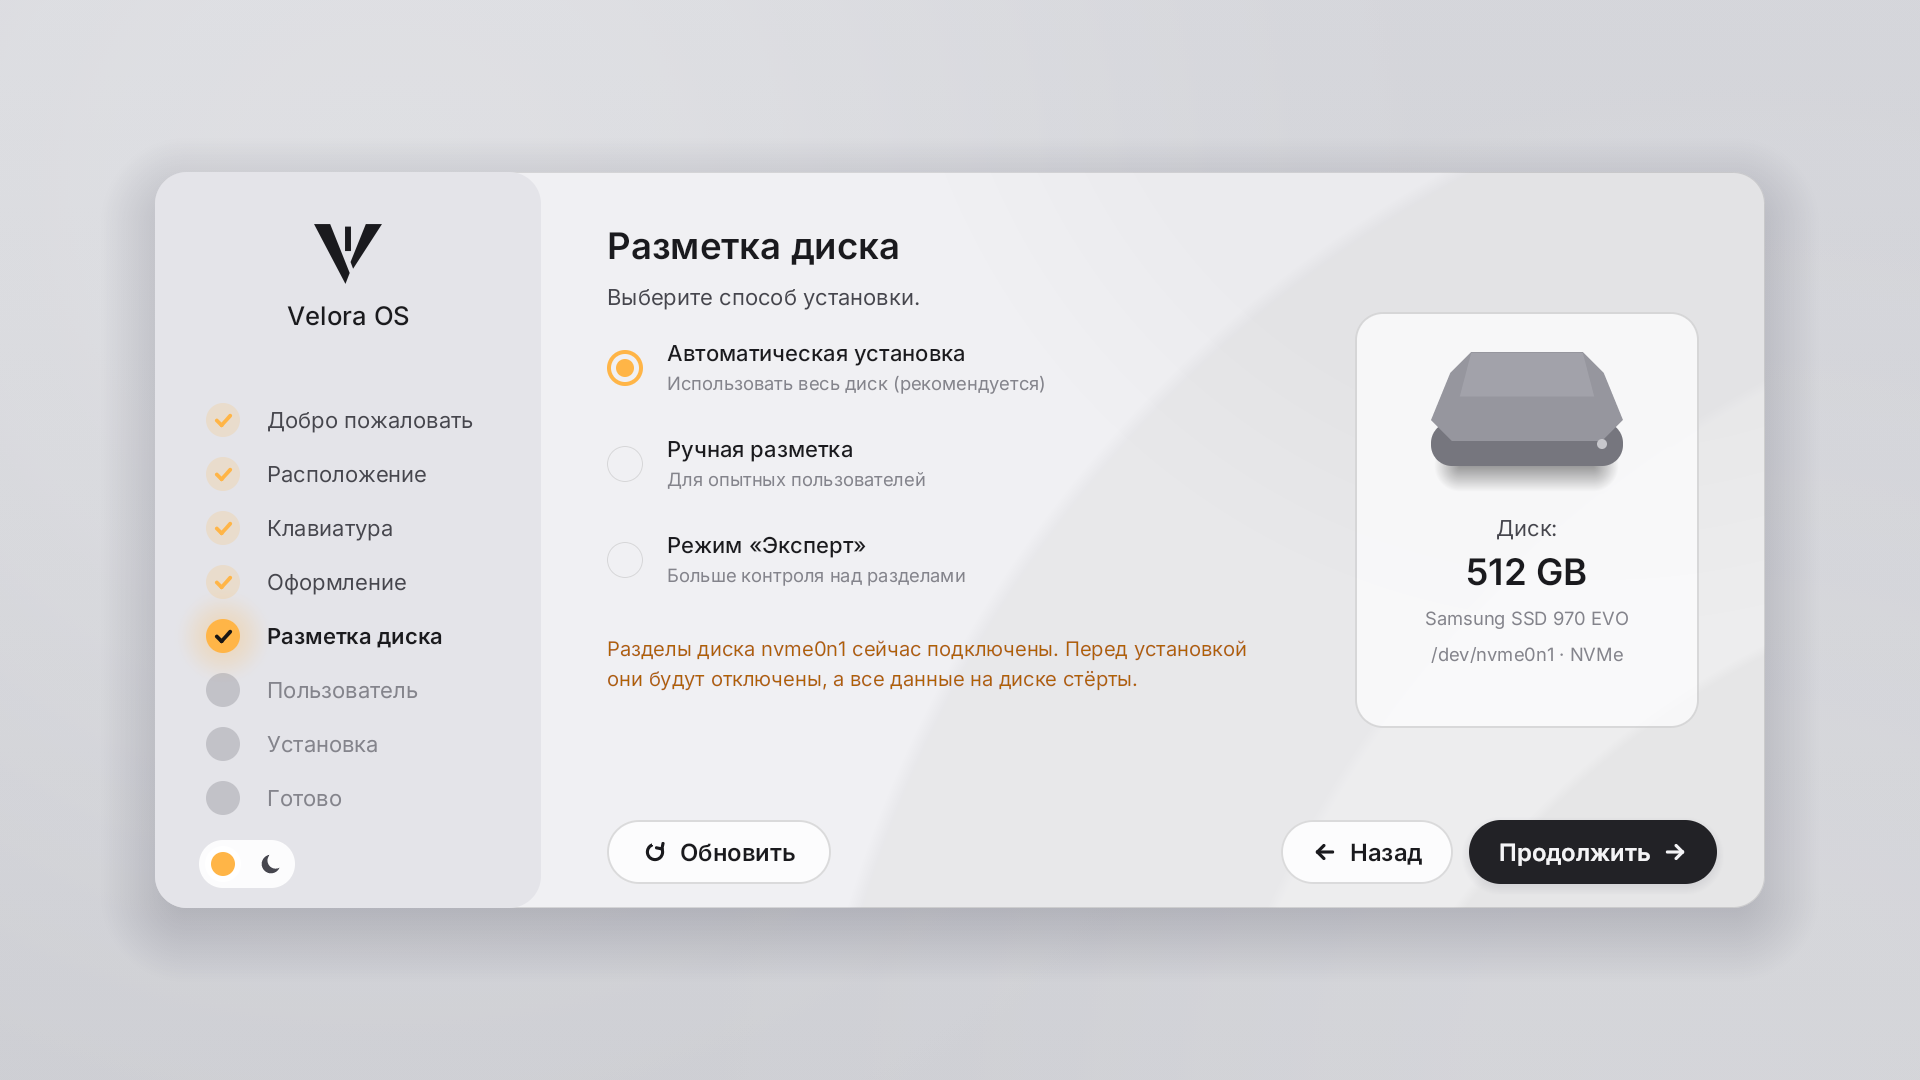 Velora OS
Добро пожаловать
Расположение
Клавиатура
Оформление
Разметка диска
Пользователь
Установка
Готово
Разметка диска
Выберите способ установки.
Автоматическая установка
Использовать весь диск (рекомендуется)
Ручная разметка
Для опытных пользователей
Режим «Эксперт»
Больше контроля над разделами
Разделы диска nvme0n1 сейчас подключены. Перед установкой
они будут отключены, а все данные на диске стёрты.
Диск:
512 GB
Samsung SSD 970 EVO
/dev/nvme0n1 · NVMe
Обновить
Назад
Продолжить